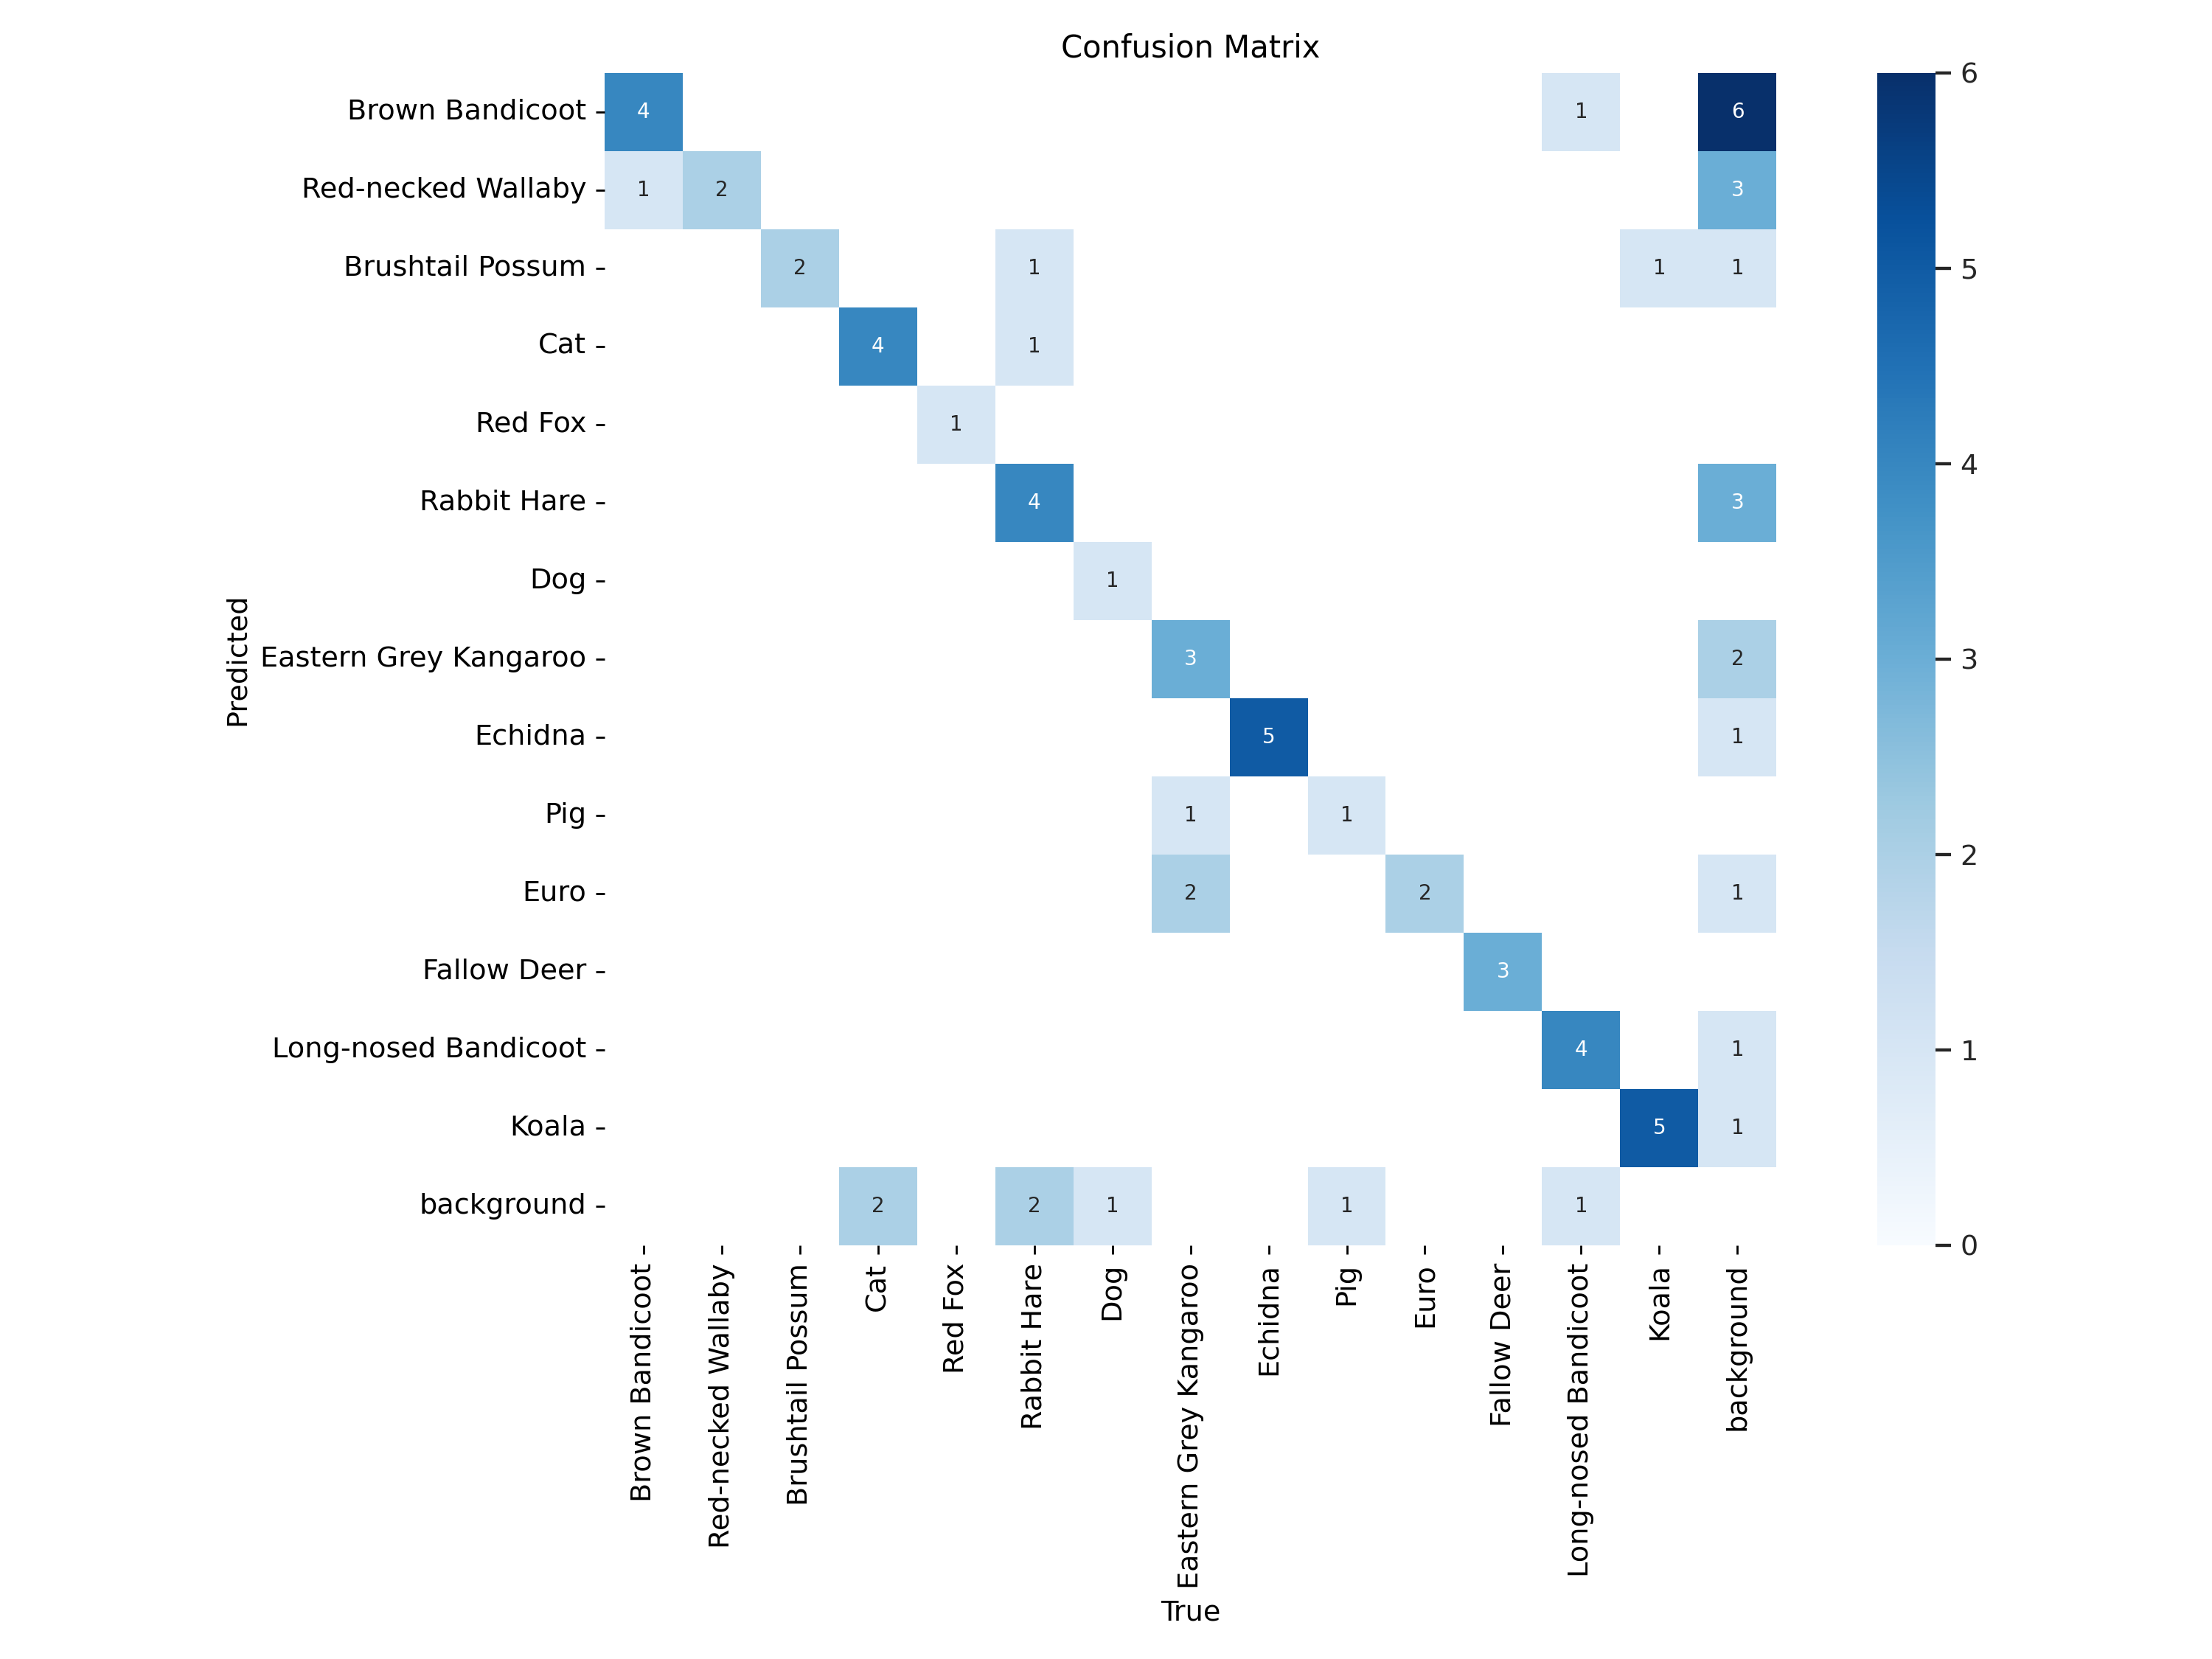 Confusion Matrix
Brown Bandicoot 4 1 6
Red-necked Wallaby 1 2 3
Brushtail Possum 2 1 1 1
Cat 4 1
Red Fox 1
Rabbit Hare 4 3
Dog 1
Eastern Grey Kangaroo 3 2
Echidna 5 1
Pig 1 1
Euro 2 2 1
Fallow Deer 3
Long-nosed Bandicoot 4 1
Koala 5 1
background 2 2 1 1 1
Predicted
Brown Bandicoot
Red-necked Wallaby
Brushtail Possum
Cat
Red Fox
Rabbit Hare
Dog
Eastern Grey Kangaroo
Echidna
Pig
Euro
Fallow Deer
Long-nosed Bandicoot
Koala
background
True
6
5
4
3
2
1
0